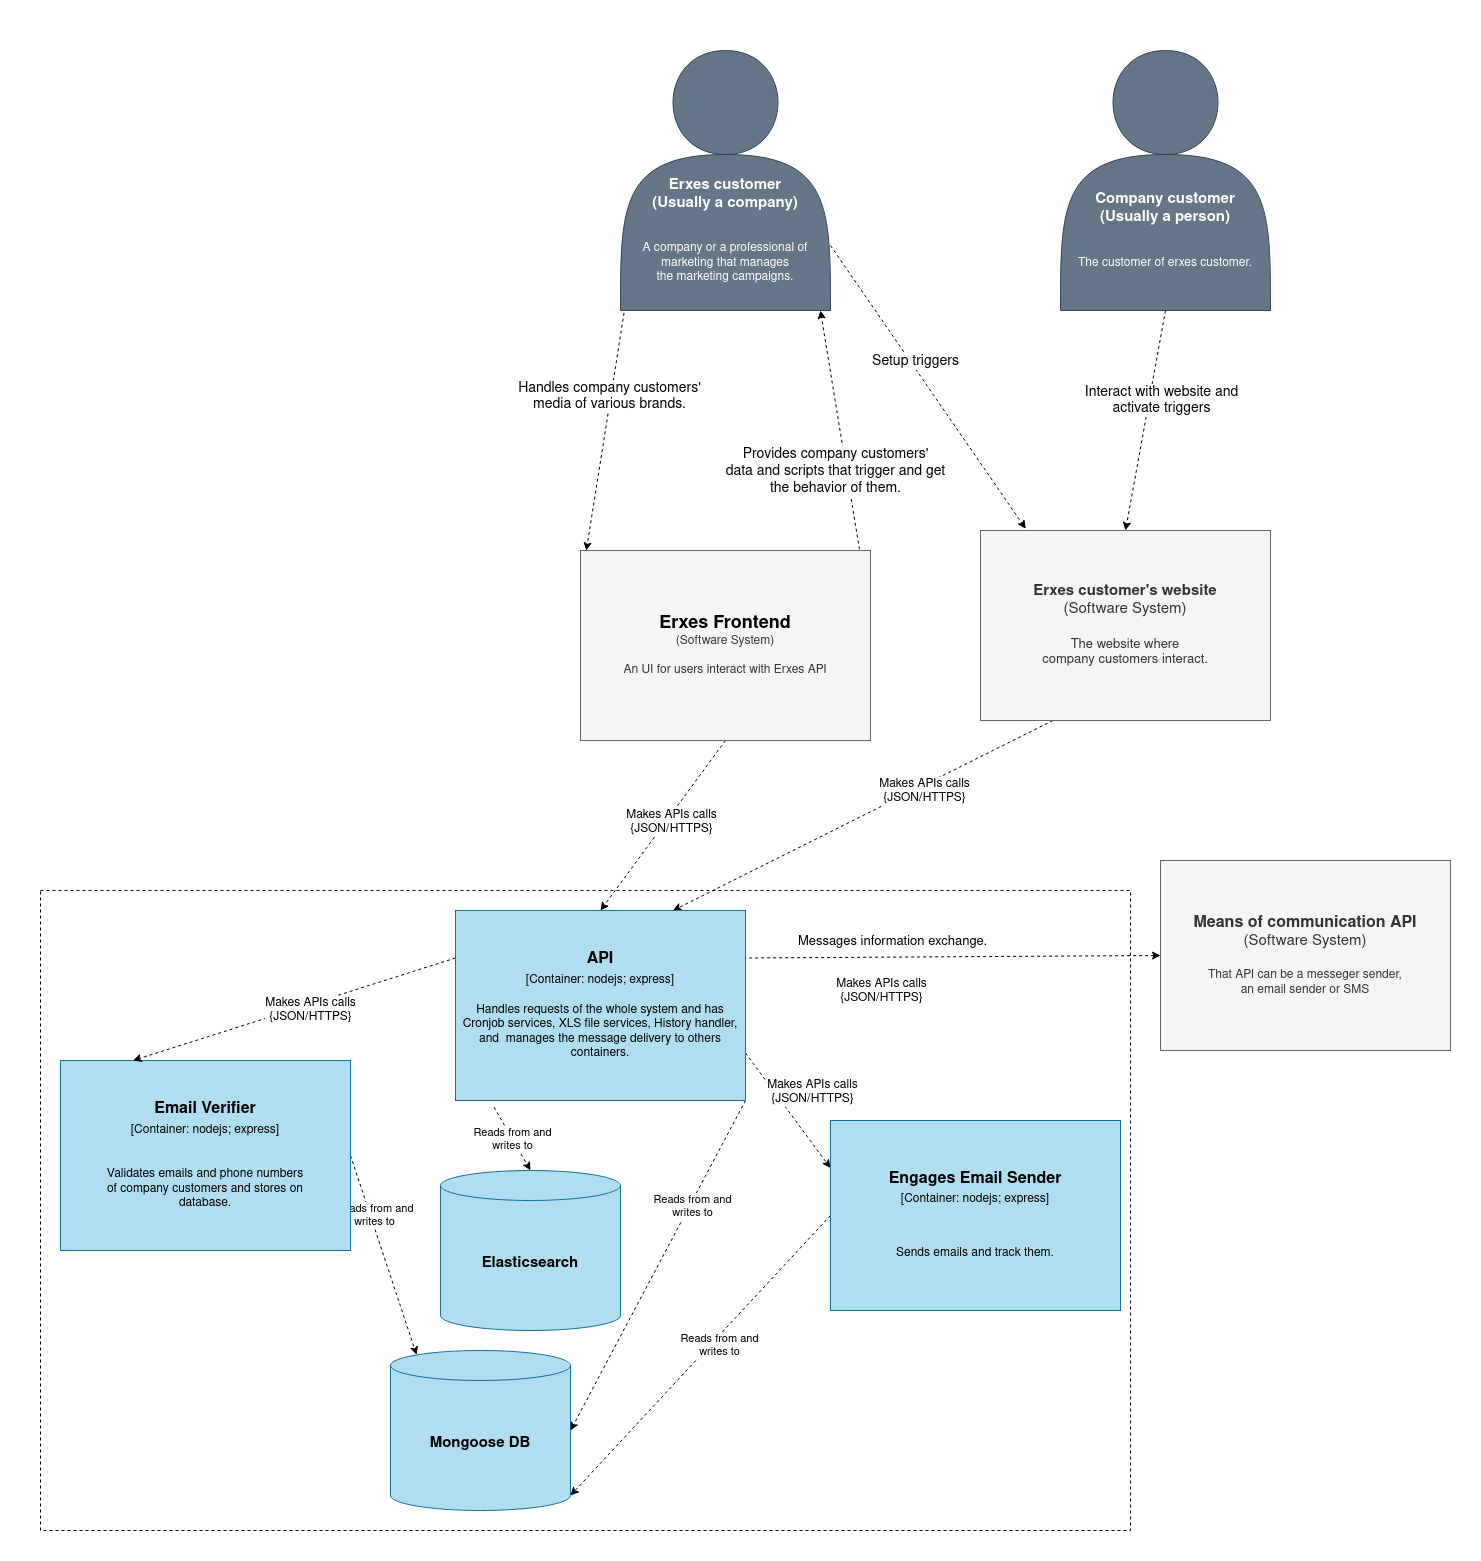 Erxes customer
(Usually a company)
A company or a professional of
marketing that manages
the marketing campaigns.
Company customer
(Usually a person)
The customer of erxes customer.
Setup triggers
Handles company customers'
media of various brands.
Interact with website and
activate triggers
Provides company customers'
data and scripts that trigger and get
the behavior of them.
Erxes Frontend
(Software System)
An UI for users interact with Erxes API
Erxes customer's website
(Software System)
The website where
company customers interact.
Makes APIs calls
{JSON/HTTPS}
Makes APIs calls
{JSON/HTTPS}
API
[Container: nodejs; express]
Handles requests of the whole system and has
Cronjob services, XLS file services, History handler,
and  manages the message delivery to others
containers.
Messages information exchange.
Makes APIs calls
{JSON/HTTPS}
Means of communication API
(Software System)
That API can be a messeger sender,
an email sender or SMS
Makes APIs calls
{JSON/HTTPS}
Email Verifier
[Container: nodejs; express]
Validates emails and phone numbers
of company customers and stores on
database.
Makes APIs calls
{JSON/HTTPS}
Reads from and
writes to
Engages Email Sender
[Container: nodejs; express]
Sends emails and track them.
ads from and
writes to
Reads from and
writes to
Elasticsearch
Reads from and
writes to
Mongoose DB